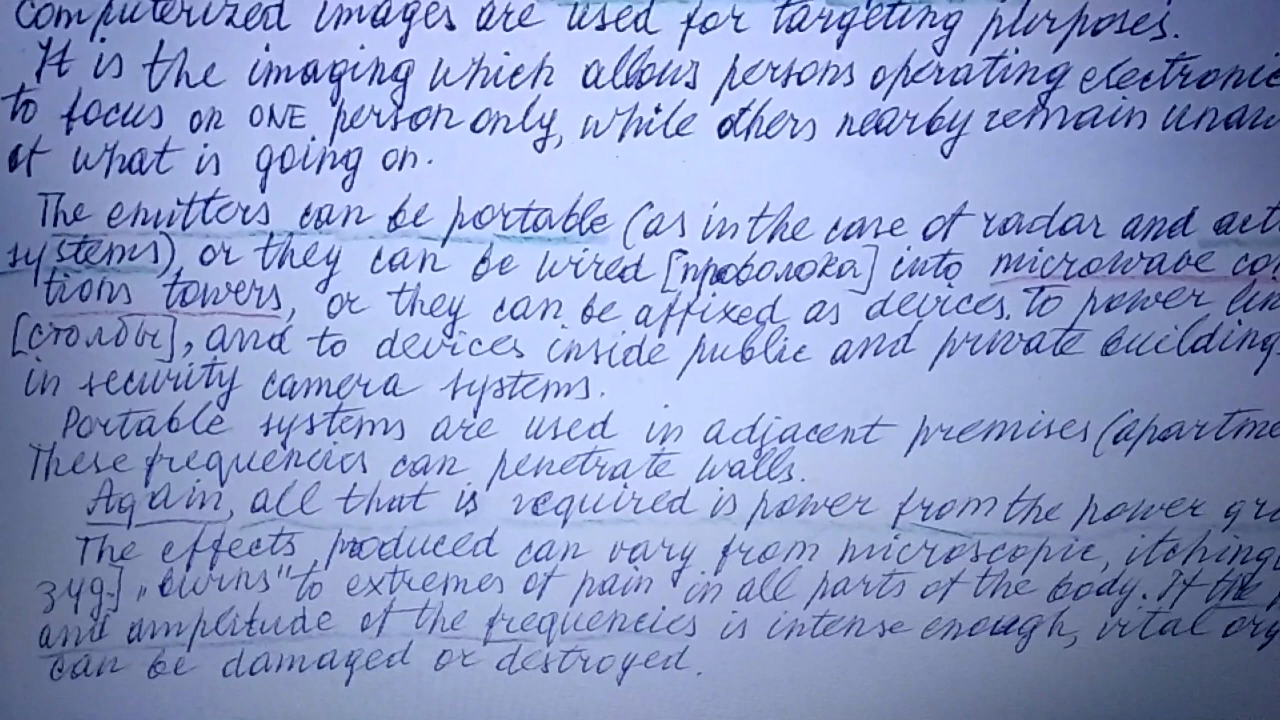 Computerized images are used for targeting purposes.
It is the imaging which allows persons operating electronic
to focus on ONE person only, while others nearby remain
of what is going on.
The emitters can be portable (as in the case of radar and
systems), or they can be wired [проволока] into microwave
tions towers, or they can be affixed as devices to power
[столбы], and to devices inside public and private building
in security camera systems.
Portable systems are used in adjacent premises
These frequencies can penetrate walls.
Again, all that is required is power from the power
The effects produced can vary from microscopic, itching
зуд] "burns" to extremes of pain in all parts of the body. If the
and amplitude of the frequencies is intense enough, vital
can be damaged or destroyed.